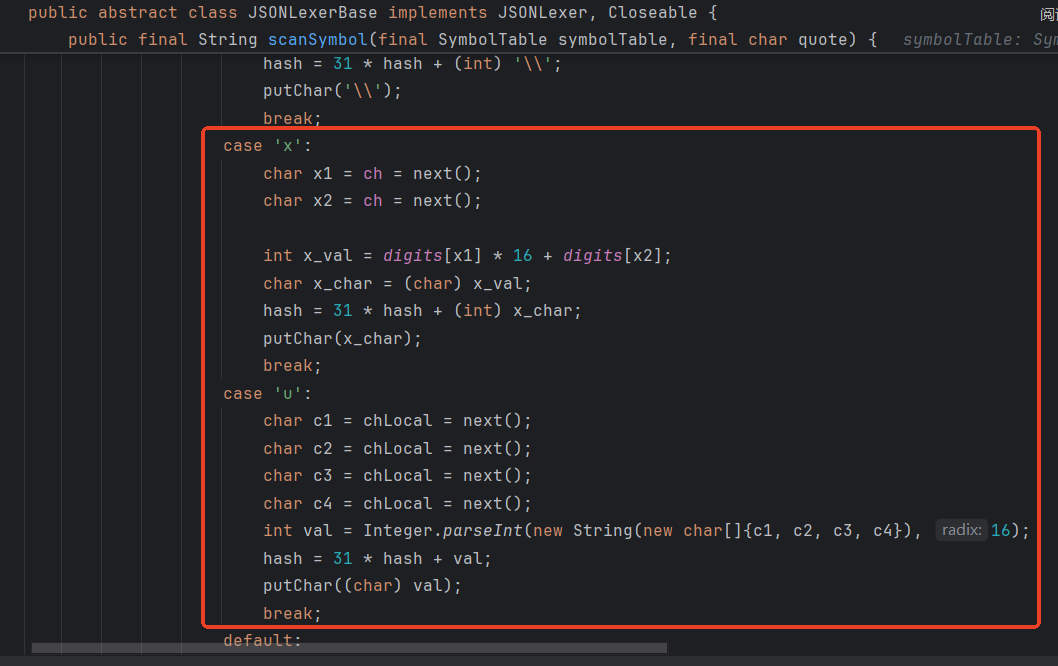 public abstract class JSONLexerBase implements JSONLexer, Closeable {
public final String scanSymbol(final SymbolTable symbolTable, final char quote) {   symbolTable: Sym
hash = 31 * hash + (int) '\\';
putChar('\\');
break;
case 'x':
char x1 = ch = next();
char x2 = ch = next();
int x_val = digits[x1] * 16 + digits[x2];
char x_char = (char) x_val;
hash = 31 * hash + (int) x_char;
putChar(x_char);
break;
case 'u':
char c1 = chLocal = next();
char c2 = chLocal = next();
char c3 = chLocal = next();
char c4 = chLocal = next();
int val = Integer.parseInt(new String(new char[]{c1, c2, c3, c4}), radix: 16);
hash = 31 * hash + val;
putChar((char) val);
break;
default: